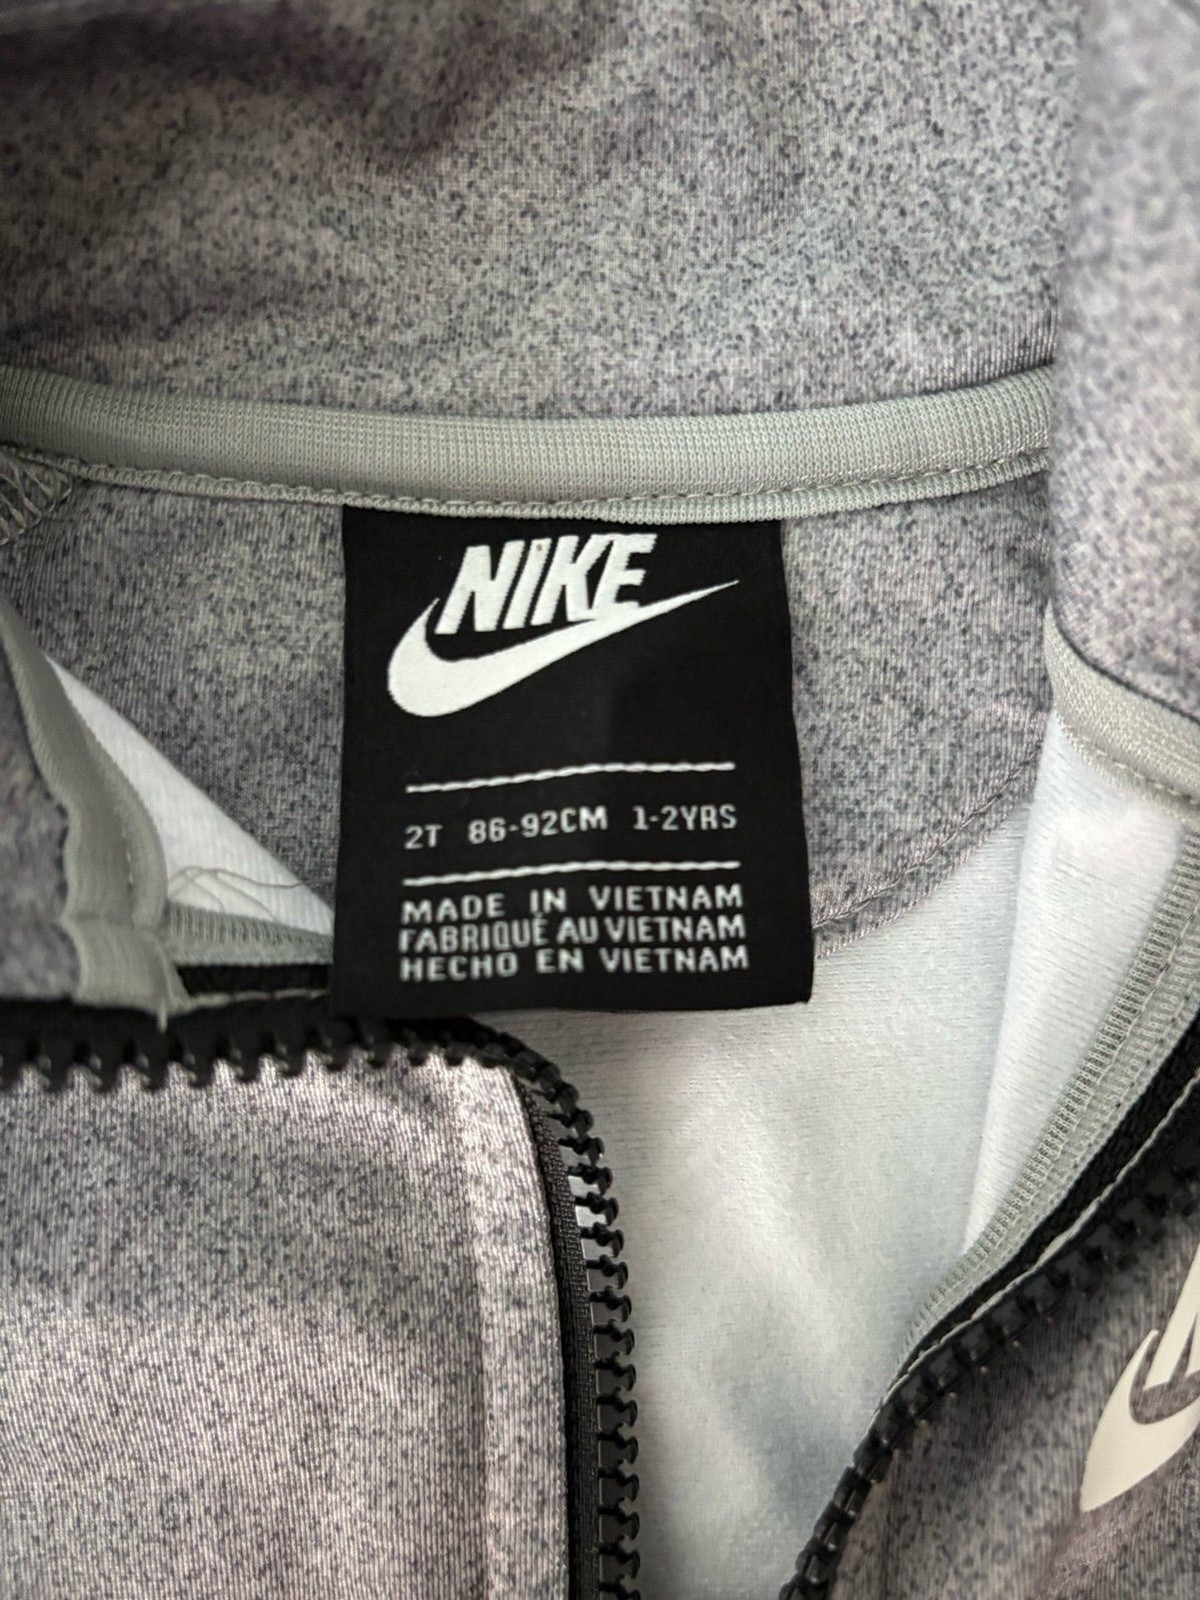 NIKE
2T 86-92CM 1-2YRS
MADE IN VIETNAM
FABRIQUÉ AU VIETNAM
HECHO EN VIETNAM